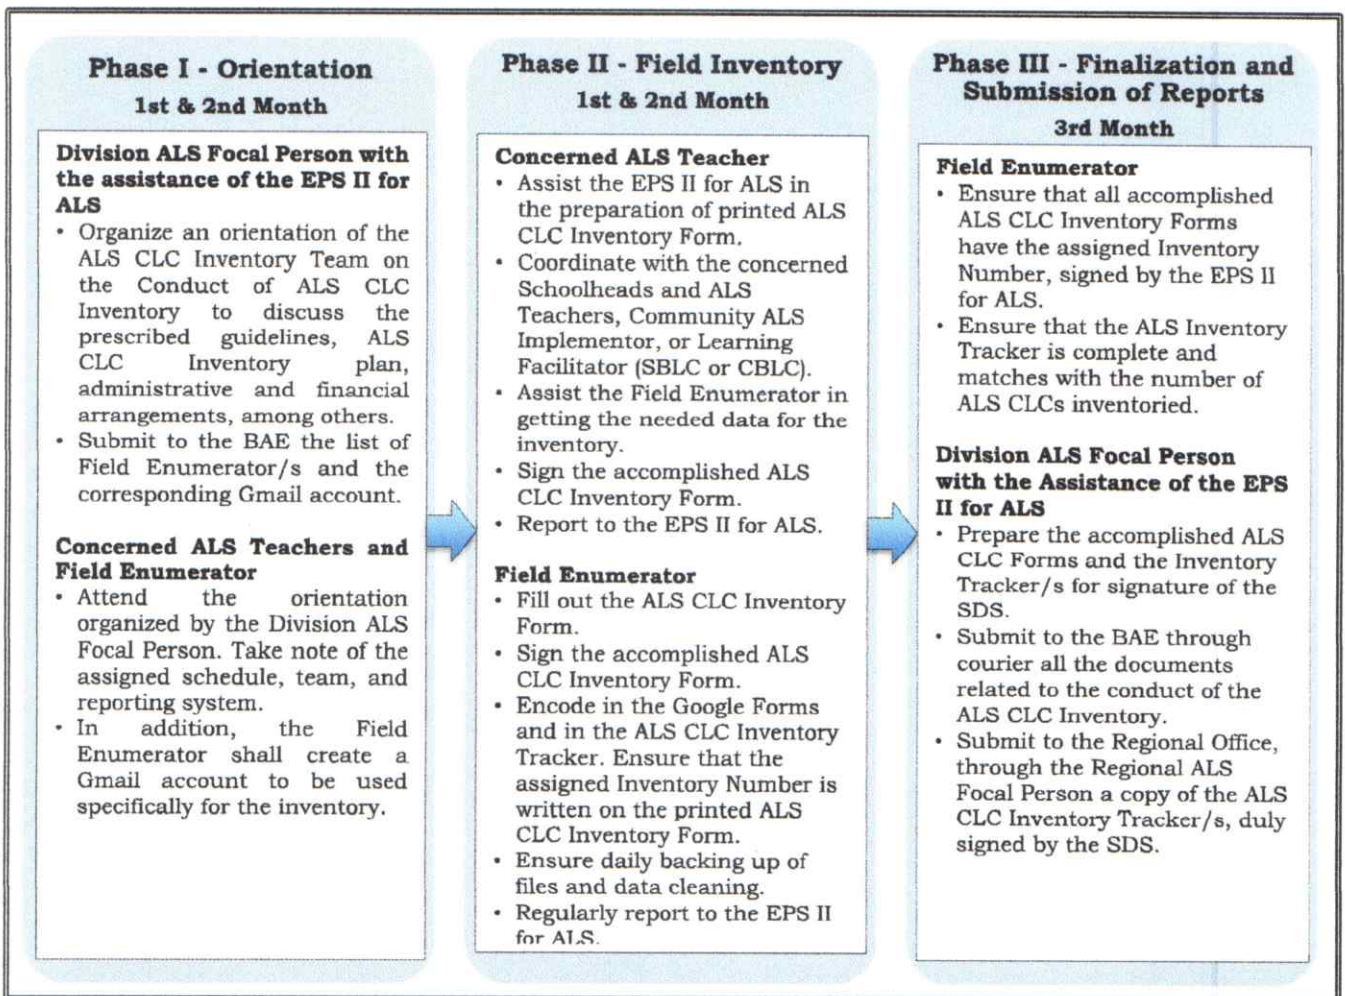 Phase I - Orientation
1st & 2nd Month
Division ALS Focal Person with
the assistance of the EPS II for
ALS
• Organize an orientation of the
ALS CLC Inventory Team on
the Conduct of ALS CLC
Inventory to discuss the
prescribed guidelines, ALS
CLC Inventory plan,
administrative and financial
arrangements, among others.
• Submit to the BAE the list of
Field Enumerator/s and the
corresponding Gmail account.
Concerned ALS Teachers and
Field Enumerator
• Attend the orientation
organized by the Division ALS
Focal Person. Take note of the
assigned schedule, team, and
reporting system.
• In addition, the Field
Enumerator shall create a
Gmail account to be used
specifically for the inventory.
Phase II - Field Inventory
1st & 2nd Month
Concerned ALS Teacher
• Assist the EPS II for ALS in
the preparation of printed ALS
CLC Inventory Form.
• Coordinate with the concerned
Schoolheads and ALS
Teachers, Community ALS
Implementor, or Learning
Facilitator (SBLC or CBLC).
• Assist the Field Enumerator in
getting the needed data for the
inventory.
• Sign the accomplished ALS
CLC Inventory Form.
• Report to the EPS II for ALS.
Field Enumerator
• Fill out the ALS CLC Inventory
Form.
• Sign the accomplished ALS
CLC Inventory Form.
• Encode in the Google Forms
and in the ALS CLC Inventory
Tracker. Ensure that the
assigned Inventory Number is
written on the printed ALS
CLC Inventory Form.
• Ensure daily backing up of
files and data cleaning.
• Regularly report to the EPS II
for ALS.
Phase III - Finalization and
Submission of Reports
3rd Month
Field Enumerator
• Ensure that all accomplished
ALS CLC Inventory Forms
have the assigned Inventory
Number, signed by the EPS II
for ALS.
• Ensure that the ALS Inventory
Tracker is complete and
matches with the number of
ALS CLCs inventoried.
Division ALS Focal Person
with the Assistance of the EPS
II for ALS
• Prepare the accomplished ALS
CLC Forms and the Inventory
Tracker/s for signature of the
SDS.
• Submit to the BAE through
courier all the documents
related to the conduct of the
ALS CLC Inventory.
• Submit to the Regional Office,
through the Regional ALS
Focal Person a copy of the ALS
CLC Inventory Tracker/s, duly
signed by the SDS.